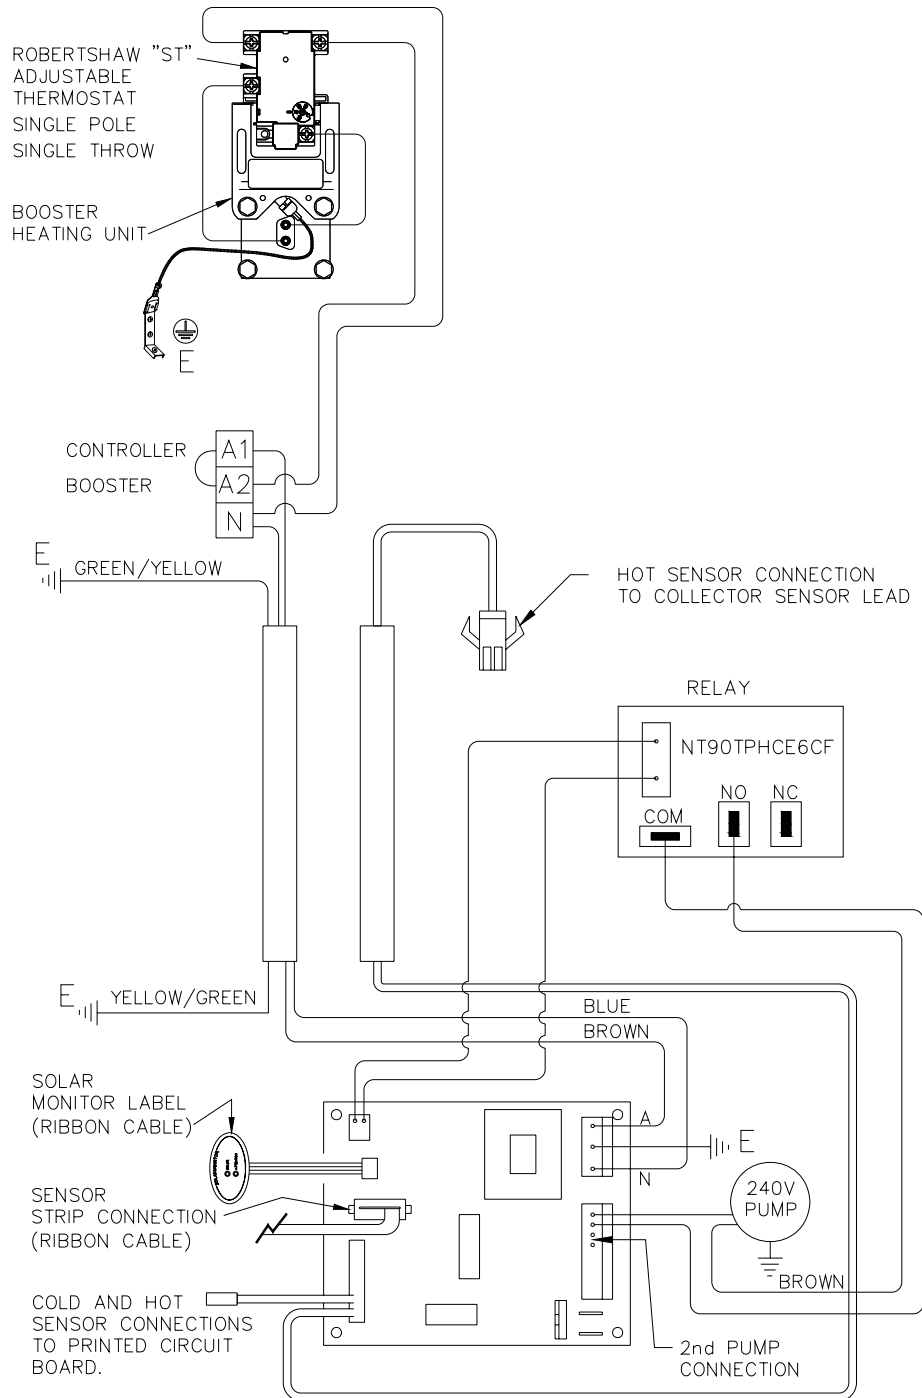 ROBERTSHAW "ST"
ADJUSTABLE
THERMOSTAT
SINGLE POLE
SINGLE THROW
BOOSTER
HEATING UNIT
E
CONTROLLER
BOOSTER
A1
A2
N
E
GREEN/YELLOW
HOT SENSOR CONNECTION
TO COLLECTOR SENSOR LEAD
RELAY
NT90TPHCE6CF
COM
NO
NC
E
YELLOW/GREEN
BLUE
BROWN
SOLAR
MONITOR LABEL
(RIBBON CABLE)
A
E
N
SENSOR
STRIP CONNECTION
(RIBBON CABLE)
240V
PUMP
BROWN
COLD AND HOT
SENSOR CONNECTIONS
TO PRINTED CIRCUIT
BOARD.
2nd PUMP
CONNECTION